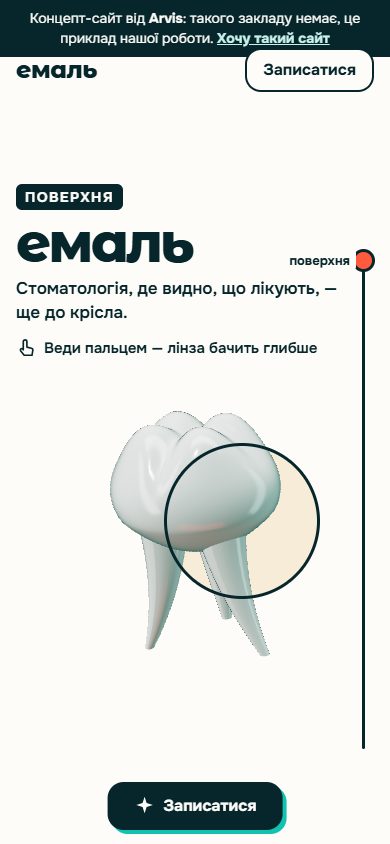 Концепт-сайт від Arvis: такого закладу немає, це
приклад нашої роботи. Хочу такий сайт
емаль
Записатися
ПОВЕРХНЯ
емаль
поверхня
Стоматологія, де видно, що лікують, —
ще до крісла.
Веди пальцем — лінза бачить глибше
Записатися